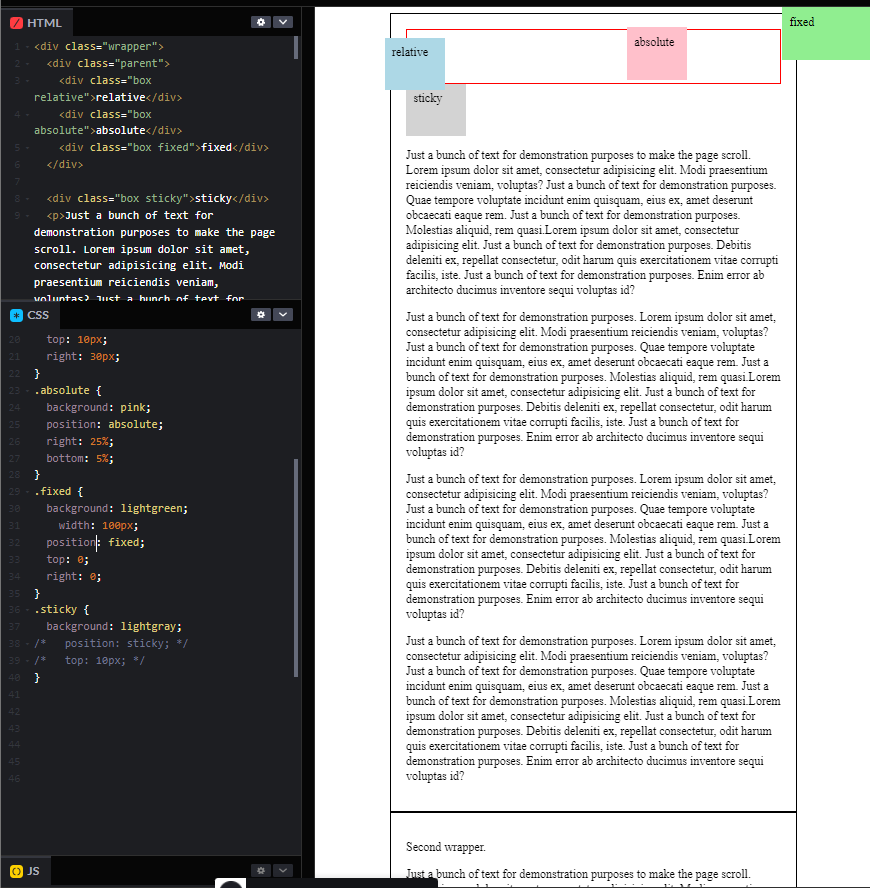 HTML
1 <div class="wrapper">
2 <div class="parent">
3 <div class="box
relative">relative</div>
4 <div class="box
absolute">absolute</div>
5 <div class="box fixed">fixed</div>
6 </div>
7
8 <div class="box sticky">sticky</div>
9 <p>Just a bunch of text for
demonstration purposes to make the page
scroll. Lorem ipsum dolor sit amet,
consectetur adipisicing elit. Modi
praesentium reiciendis veniam,
voluptas? Just a bunch of text for
CSS
20 top: 10px;
21 right: 30px;
22 }
23 .absolute {
24 background: pink;
25 position: absolute;
26 right: 25%;
27 bottom: 5%;
28 }
29 .fixed {
30 background: lightgreen;
31 width: 100px;
32 position: fixed;
33 top: 0;
34 right: 0;
35 }
36 .sticky {
37 background: lightgray;
38 /* position: sticky; */
39 /* top: 10px; */
40 }
41
42
43
44
45
46
JS
fixed
absolute
relative
sticky
Just a bunch of text for demonstration purposes to make the page scroll.
Lorem ipsum dolor sit amet, consectetur adipisicing elit. Modi praesentium
reiciendis veniam, voluptas? Just a bunch of text for demonstration purposes.
Quae tempore voluptate incidunt enim quisquam, eius ex, amet deserunt
obcaecati eaque rem. Just a bunch of text for demonstration purposes.
Molestias aliquid, rem quasi.Lorem ipsum dolor sit amet, consectetur
adipisicing elit. Just a bunch of text for demonstration purposes. Debitis
deleniti ex, repellat consectetur, odit harum quis exercitationem vitae corrupti
facilis, iste. Just a bunch of text for demonstration purposes. Enim error ab
architecto ducimus inventore sequi voluptas id?
Just a bunch of text for demonstration purposes. Lorem ipsum dolor sit amet,
consectetur adipisicing elit. Modi praesentium reiciendis veniam, voluptas?
Just a bunch of text for demonstration purposes. Quae tempore voluptate
incidunt enim quisquam, eius ex, amet deserunt obcaecati eaque rem. Just a
bunch of text for demonstration purposes. Molestias aliquid, rem quasi.Lorem
ipsum dolor sit amet, consectetur adipisicing elit. Just a bunch of text for
demonstration purposes. Debitis deleniti ex, repellat consectetur, odit harum
quis exercitationem vitae corrupti facilis, iste. Just a bunch of text for
demonstration purposes. Enim error ab architecto ducimus inventore sequi
voluptas id?
Just a bunch of text for demonstration purposes. Lorem ipsum dolor sit amet,
consectetur adipisicing elit. Modi praesentium reiciendis veniam, voluptas?
Just a bunch of text for demonstration purposes. Quae tempore voluptate
incidunt enim quisquam, eius ex, amet deserunt obcaecati eaque rem. Just a
bunch of text for demonstration purposes. Molestias aliquid, rem quasi.Lorem
ipsum dolor sit amet, consectetur adipisicing elit. Just a bunch of text for
demonstration purposes. Debitis deleniti ex, repellat consectetur, odit harum
quis exercitationem vitae corrupti facilis, iste. Just a bunch of text for
demonstration purposes. Enim error ab architecto ducimus inventore sequi
voluptas id?
Just a bunch of text for demonstration purposes. Lorem ipsum dolor sit amet,
consectetur adipisicing elit. Modi praesentium reiciendis veniam, voluptas?
Just a bunch of text for demonstration purposes. Quae tempore voluptate
incidunt enim quisquam, eius ex, amet deserunt obcaecati eaque rem. Just a
bunch of text for demonstration purposes. Molestias aliquid, rem quasi.Lorem
ipsum dolor sit amet, consectetur adipisicing elit. Just a bunch of text for
demonstration purposes. Debitis deleniti ex, repellat consectetur, odit harum
quis exercitationem vitae corrupti facilis, iste. Just a bunch of text for
demonstration purposes. Enim error ab architecto ducimus inventore sequi
voluptas id?
Second wrapper.
Just a bunch of text for demonstration purposes to make the page scroll.